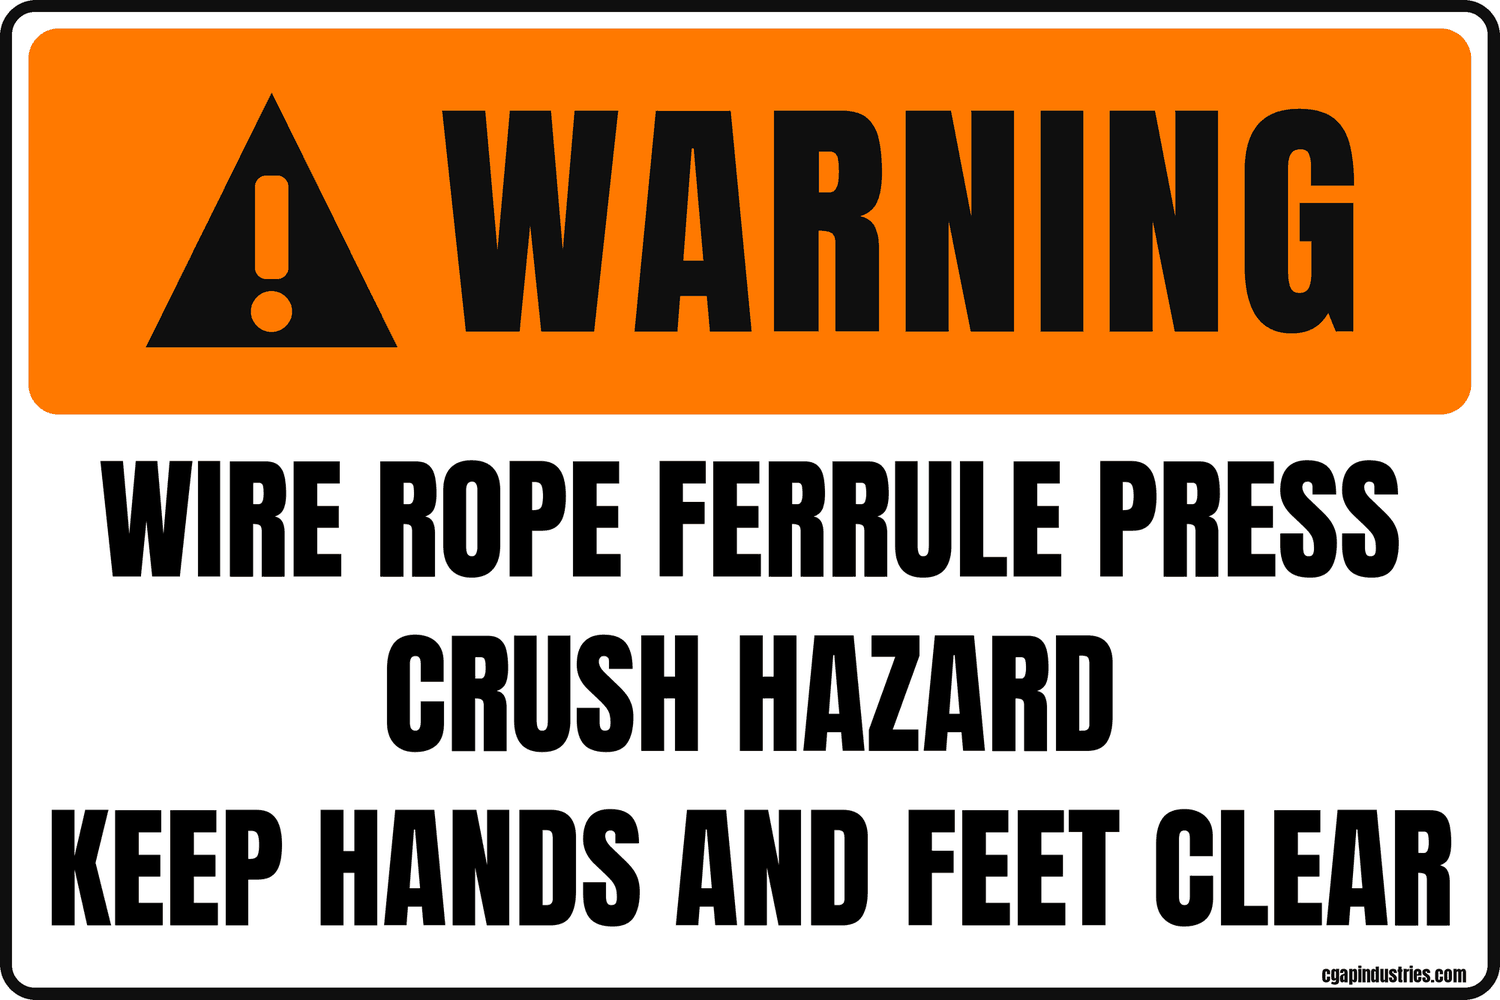 WARNING
WIRE ROPE FERRULE PRESS
CRUSH HAZARD
KEEP HANDS AND FEET CLEAR
cgapindustries.com